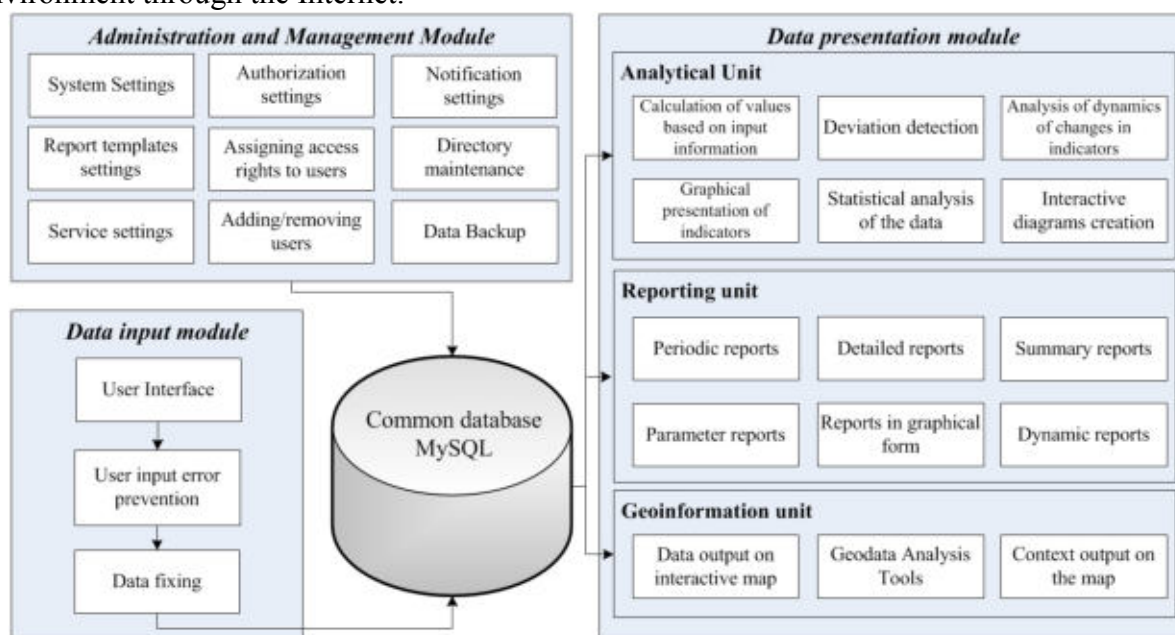 vironment through the Internet.
Administration and Management Module
System Settings
Authorization
settings
Notification
settings
Report templates
settings
Assigning access
rights to users
Directory
maintenance
Service settings
Adding/removing
users
Data Backup
Data input module
User Interface
User input error
prevention
Data fixing
Common database
MySQL
Data presentation module
Analytical Unit
Calculation of values
based on input
information
Deviation detection
Analysis of dynamics
of changes in
indicators
Graphical
presentation of
indicators
Statistical analysis
of the data
Interactive
diagrams creation
Reporting unit
Periodic reports
Detailed reports
Summary reports
Parameter reports
Reports in graphical
form
Dynamic reports
Geoinformation unit
Data output on
interactive map
Geodata Analysis
Tools
Context output on
the map